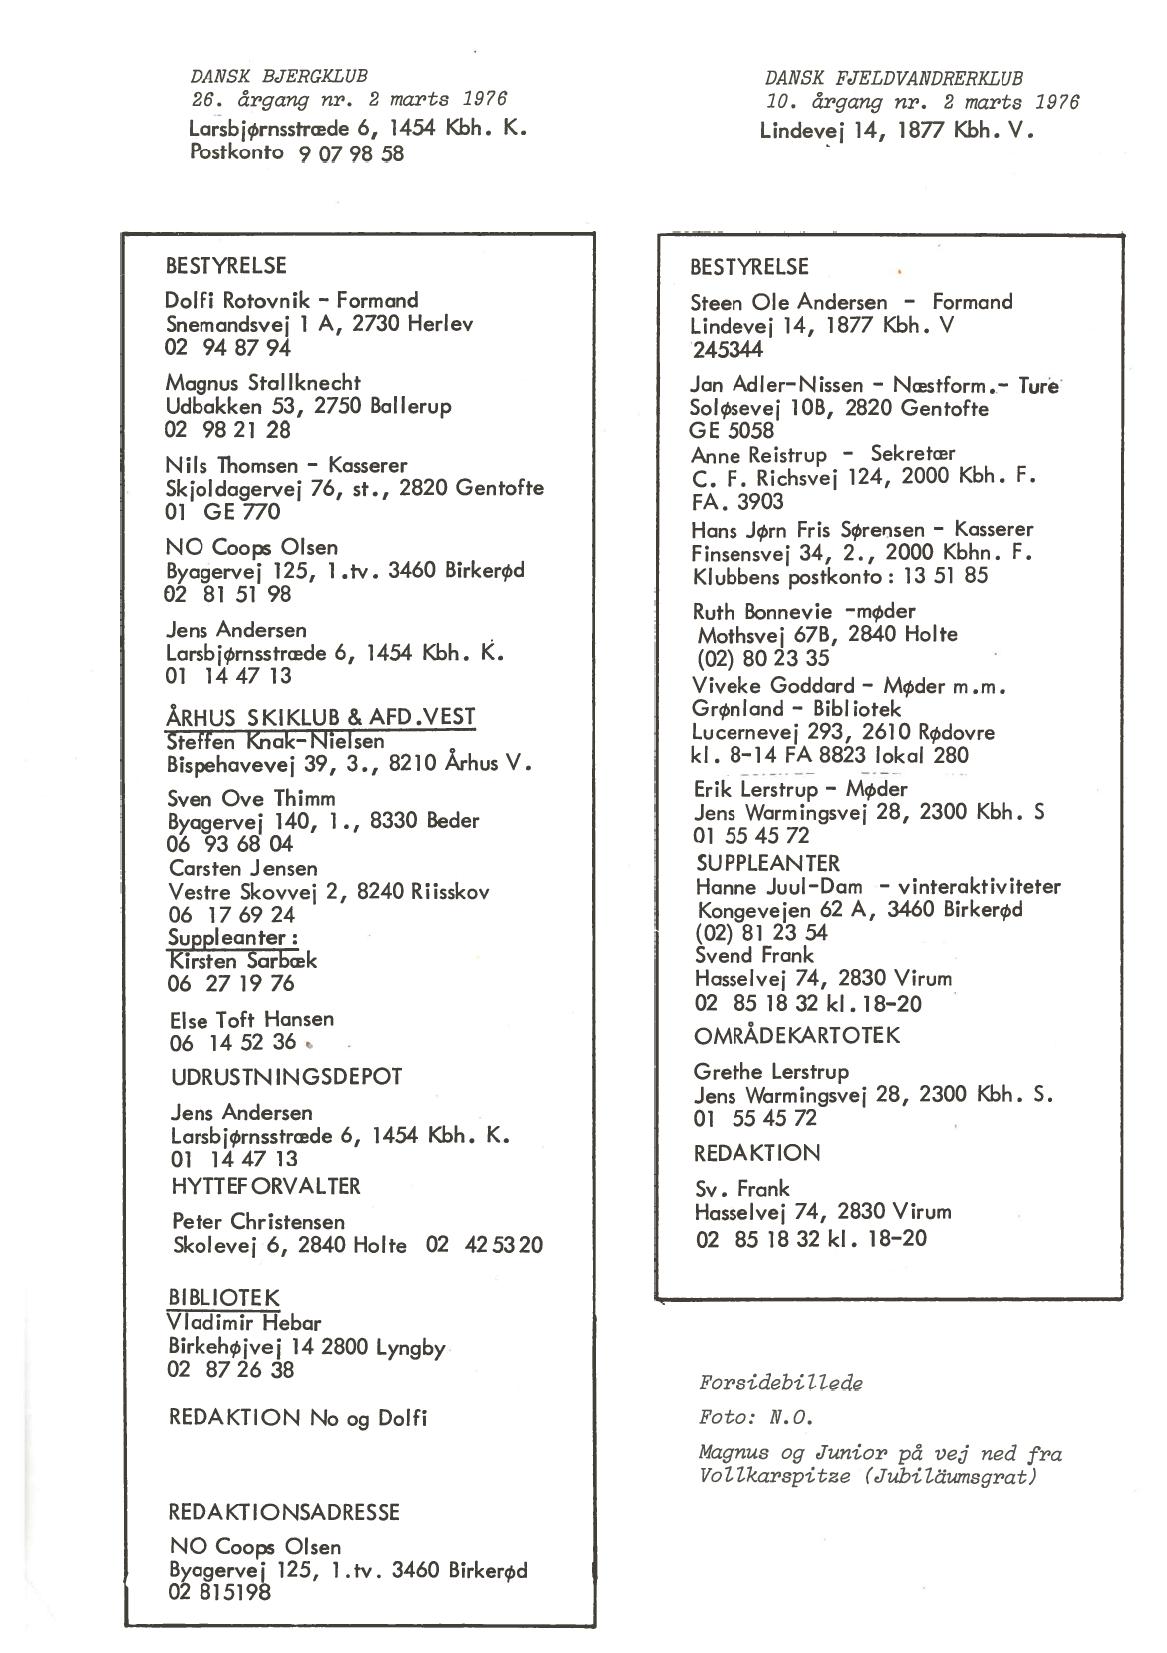 DANSK BJERGKLUB
26. årgang nr. 2 marts 1976
Larsbjørnsstræde 6, 1454 Kbh. K.
Postkonto 9 07 98 58
BESTYRELSE
Dolfi Rotovnik - Formand
Snemandsvej 1 A, 2730 Herlev
02 94 87 94
Magnus Stallknecht
Udbakken 53, 2750 Ballerup
02 98 21 28
Nils Thomsen - Kasserer
Skjoldagervej 76, st., 2820 Gentofte
01 GE 770
NO Coops Olsen
Byagervej 125, 1.tv. 3460 Birkerød
02 81 51 98
Jens Andersen
Larsbjørnsstræde 6, 1454 Kbh. K.
01 14 47 13
ÅRHUS SKIKLUB & AFD.VEST
Steffen Knak-Nielsen
Bispehavevej 39, 3., 8210 Århus V.
Sven Ove Thimm
Byagervej 140, 1., 8330 Beder
06 93 68 04
Carsten Jensen
Vestre Skovvej 2, 8240 Riisskov
06 17 69 24
Suppleanter:
Kirsten Sarbæk
06 27 19 76
Else Toft Hansen
06 14 52 36
UDRUSTNINGSDEPOT
Jens Andersen
Larsbjørnsstræde 6, 1454 Kbh. K.
01 14 47 13
HYTTEFORVALTER
Peter Christensen
Skolevej 6, 2840 Holte 02 42 53 20
BIBLIOTEK
Vladimir Hebar
Birkehøjvej 14 2800 Lyngby
02 87 26 38
REDAKTION No og Dolfi
REDAKTIONSADRESSE
NO Coops Olsen
Byagervej 125, 1.tv. 3460 Birkerød
02 815198
DANSK FJELDVANDRERKLUB
10. årgang nr. 2 marts 1976
Lindevej 14, 1877 Kbh. V.
BESTYRELSE
Steen Ole Andersen - Formand
Lindevej 14, 1877 Kbh. V
245344
Jan Adler-Nissen - Næstform.- Ture
Soløsevej 10B, 2820 Gentofte
GE 5058
Anne Reistrup - Sekretær
C. F. Richsvej 124, 2000 Kbh. F.
FA. 3903
Hans Jørn Fris Sørensen - Kasserer
Finsensvej 34, 2., 2000 Kbhn. F.
Klubbens postkonto: 13 51 85
Ruth Bonnevie -møder
Mothsvej 67B, 2840 Holte
(02) 80 23 35
Viveke Goddard - Møder m.m.
Grønland - Bibliotek
Lucernevej 293, 2610 Rødovre
kl. 8-14 FA 8823 lokal 280
Erik Lerstrup - Møder
Jens Warmingsvej 28, 2300 Kbh. S
01 55 45 72
SUPPLEANTER
Hanne Juul-Dam - vinteraktiviteter
Kongevejen 62 A, 3460 Birkerød
(02) 81 23 54
Svend Frank
Hasselvej 74, 2830 Virum
02 85 18 32 kl. 18-20
OMRÅDEKARTOTEK
Grethe Lerstrup
Jens Warmingsvej 28, 2300 Kbh. S.
01 55 45 72
REDAKTION
Sv. Frank
Hasselvej 74, 2830 Virum
02 85 18 32 kl. 18-20
Forsidebillede
Foto: N.O.
Magnus og Junior på vej ned fra
Vollkarspitze (Jubiläumsgrat)